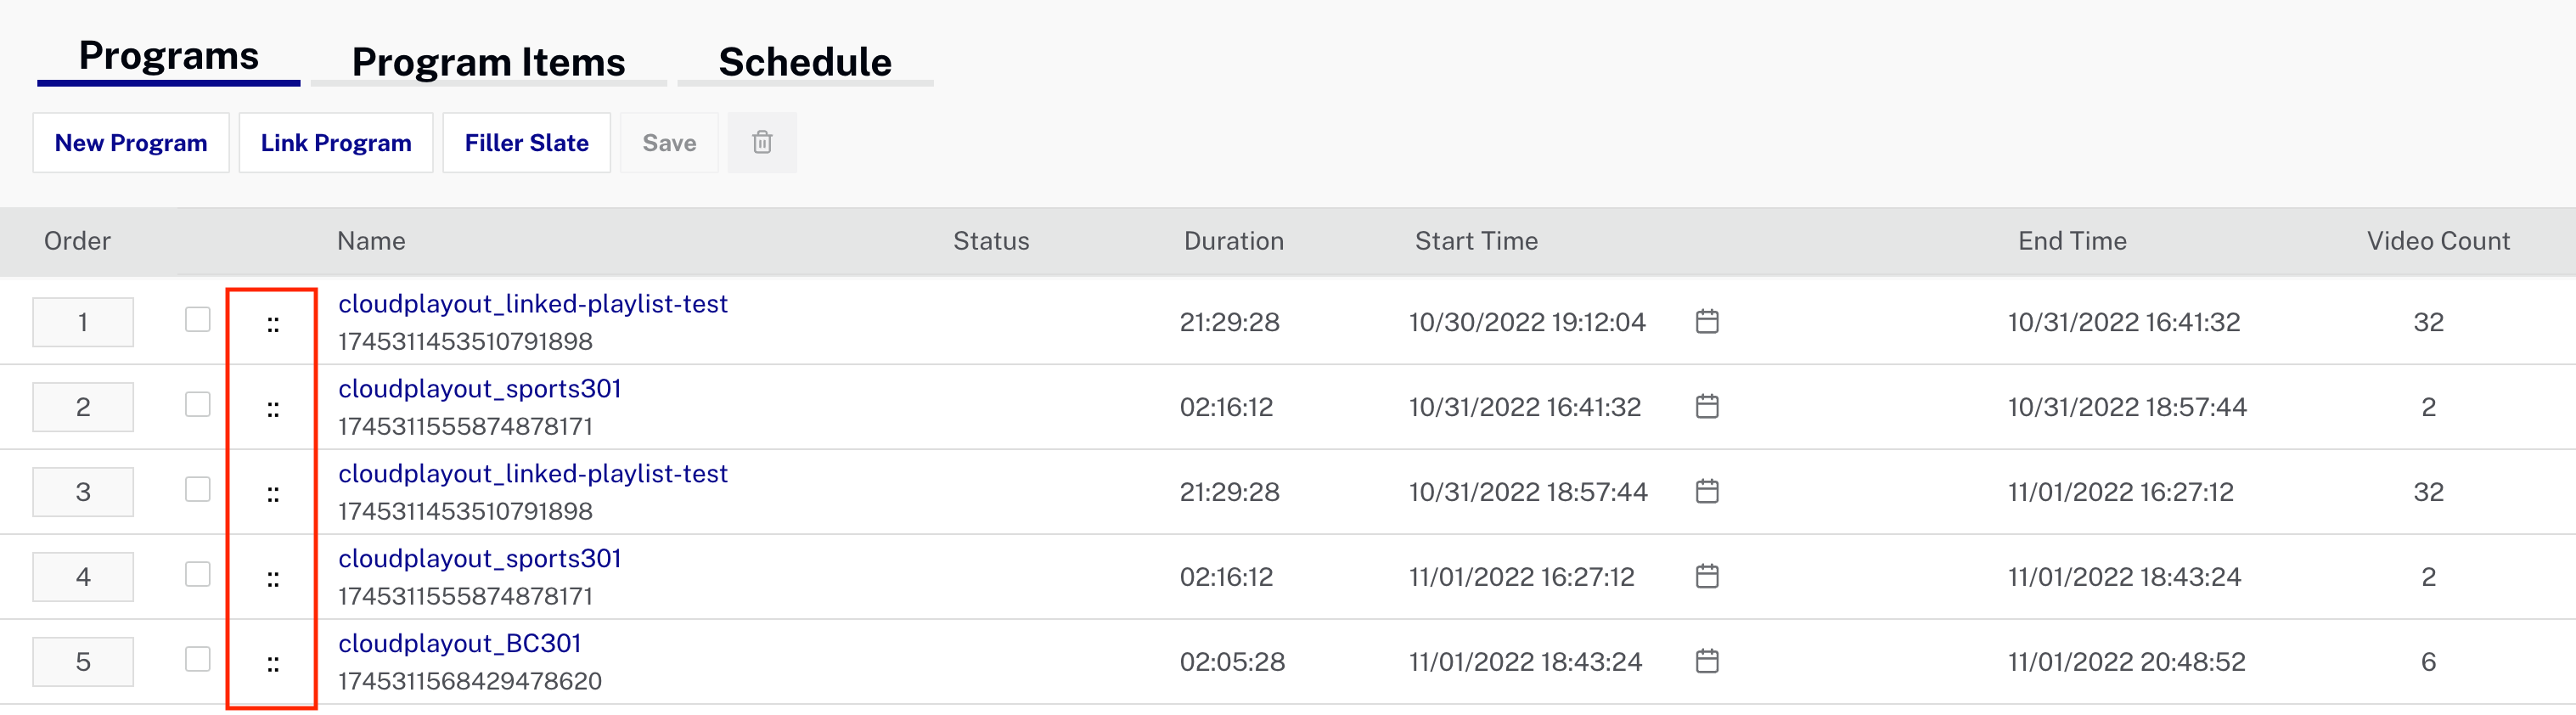 Programs Program Items Schedule
New Program Link Program Filler Slate Save
Order Name Status Duration Start Time End Time Video Count
1 :: cloudplayout_linked-playlist-test 21:29:28 10/30/2022 19:12:04 10/31/2022 16:41:32 32
1745311453510791898
2 :: cloudplayout_sports301 02:16:12 10/31/2022 16:41:32 10/31/2022 18:57:44 2
1745311555874878171
3 :: cloudplayout_linked-playlist-test 21:29:28 10/31/2022 18:57:44 11/01/2022 16:27:12 32
1745311453510791898
4 :: cloudplayout_sports301 02:16:12 11/01/2022 16:27:12 11/01/2022 18:43:24 2
1745311555874878171
5 :: cloudplayout_BC301 02:05:28 11/01/2022 18:43:24 11/01/2022 20:48:52 6
1745311568429478620